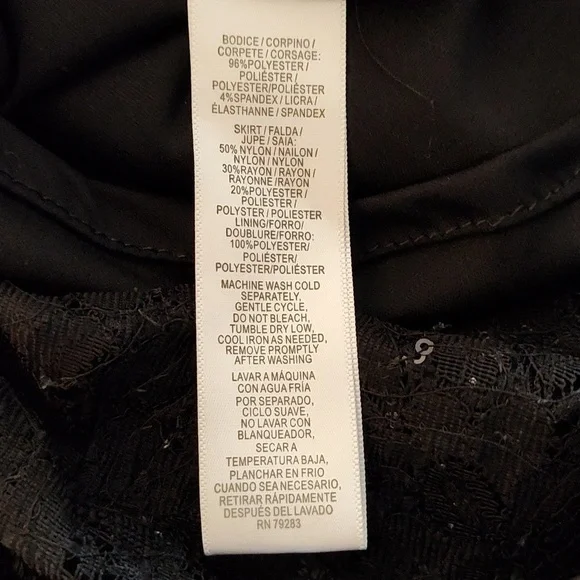 BODICE / CORPINO /
CORPETE / CORSAGE:
96%POLYESTER /
POLIÉSTER /
POLYESTER/POLIÉSTER
4%SPANDEX / LICRA /
ÉLASTHANNE / SPANDEX
SKIRT / FALDA /
JUPE / SAIA:
50% NYLON / NAILON /
NYLON / NYLON
30%RAYON / RAYON /
RAYONNE /RAYON
20%POLYESTER /
POLIESTER /
POLYSTER / POLIESTER
LINING/FORRO:
DOUBLURE/FORRO:
100%POLYESTER/
POLIÉSTER/
POLYESTER/POLIÉSTER
MACHINE WASH COLD
SEPARATELY,
GENTLE CYCLE,
DO NOT BLEACH,
TUMBLE DRY LOW,
COOL IRON AS NEEDED,
REMOVE PROMPTLY
AFTER WASHING
LAVAR A MÁQUINA
CON AGUA FRÍA
POR SEPARADO,
CICLO SUAVE,
NO LAVAR CON
BLANQUEADOR,
SECAR A
TEMPERATURA BAJA,
PLANCHAR EN FRIO
CUANDO SEA NECESARIO,
RETIRAR RÁPIDAMENTE
DESPUÉS DEL LAVADO
RN 79283